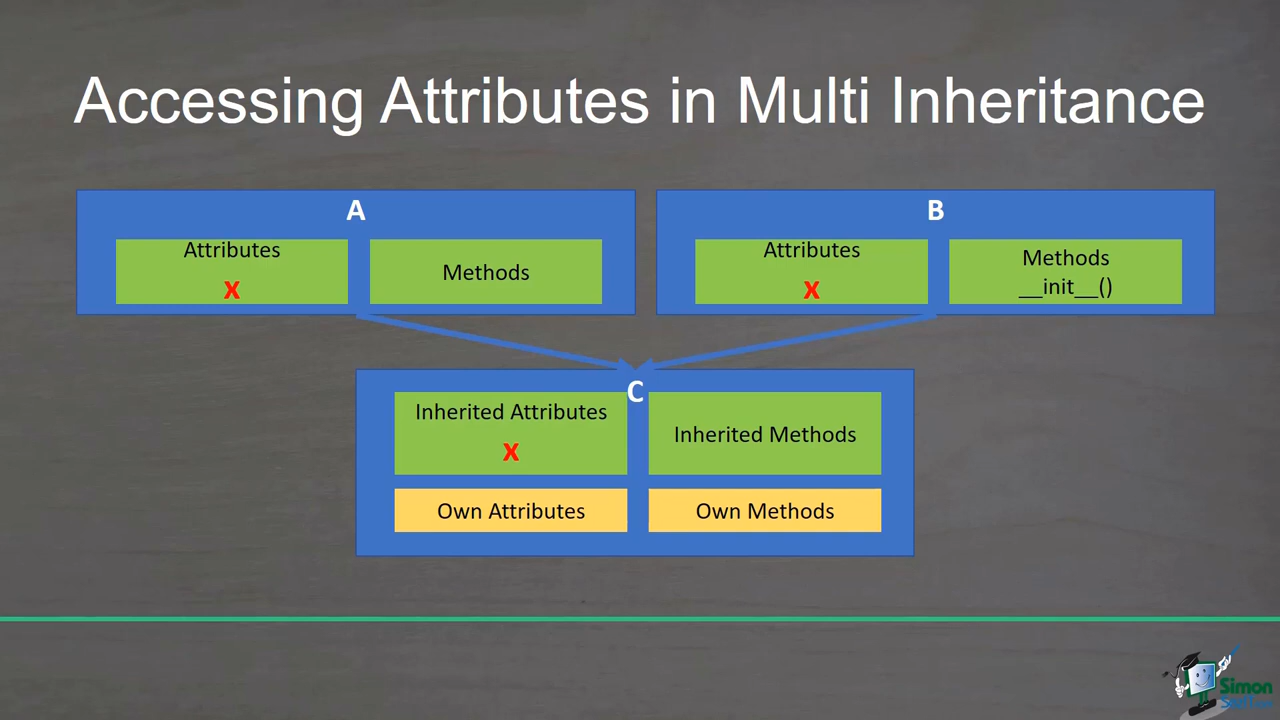 Accessing Attributes in Multi Inheritance
A
Attributes
X
Methods
B
Attributes
X
Methods
__init__()
C
Inherited Attributes
X
Inherited Methods
Own Attributes
Own Methods
Simon